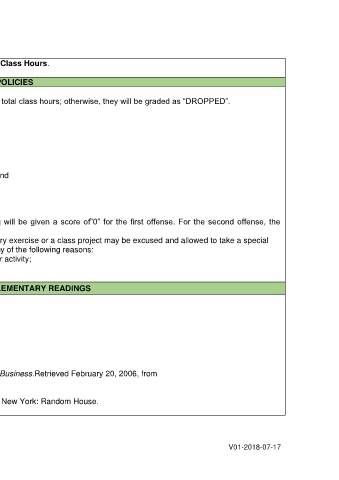 Class Hours.
POLICIES
total class hours; otherwise, they will be graded as “DROPPED”.
nd
will be given a score of”0” for the first offense. For the second offense, the
ry exercise or a class project may be excused and allowed to take a special
y of the following reasons:
r activity;
EMENTARY READINGS
Business.Retrieved February 20, 2006, from
New York: Random House.
V01-2018-07-17